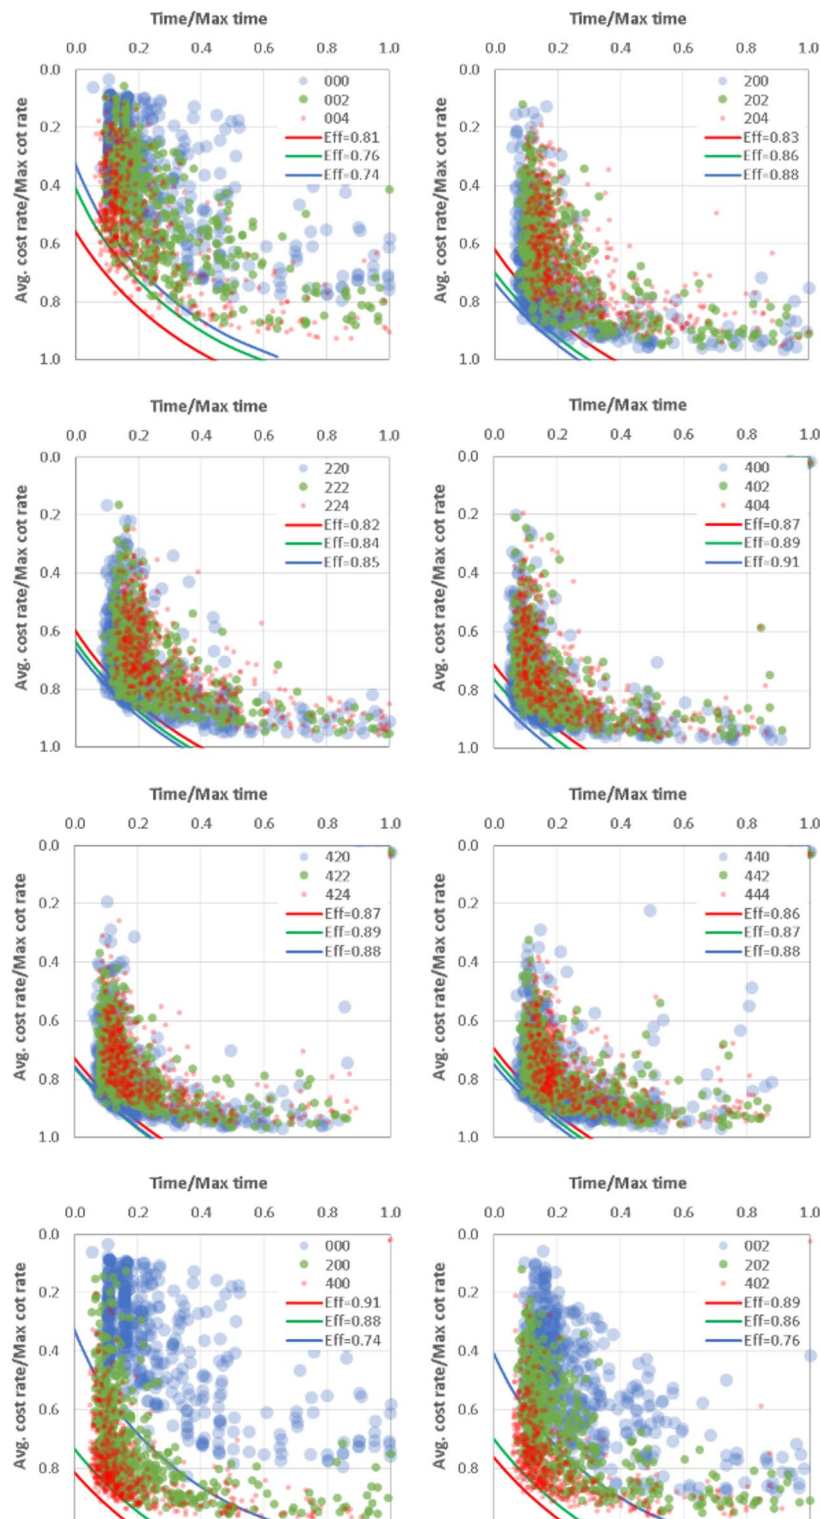 Time/Max time
0.0 0.2 0.4 0.6 0.8 1.0
Avg. cost rate/Max cot rate
0.0
0.2
0.4
0.6
0.8
1.0
000
002
004
Eff=0.81
Eff=0.76
Eff=0.74
Time/Max time
0.0 0.2 0.4 0.6 0.8 1.0
Avg. cost rate/Max cot rate
0.0
0.2
0.4
0.6
0.8
1.0
200
202
204
Eff=0.83
Eff=0.86
Eff=0.88
Time/Max time
0.0 0.2 0.4 0.6 0.8 1.0
Avg. cost rate/Max cot rate
0.0
0.2
0.4
0.6
0.8
1.0
220
222
224
Eff=0.82
Eff=0.84
Eff=0.85
Time/Max time
0.0 0.2 0.4 0.6 0.8 1.0
Avg. cost rate/Max cot rate
0.0
0.2
0.4
0.6
0.8
1.0
400
402
404
Eff=0.87
Eff=0.89
Eff=0.91
Time/Max time
0.0 0.2 0.4 0.6 0.8 1.0
Avg. cost rate/Max cot rate
0.0
0.2
0.4
0.6
0.8
1.0
420
422
424
Eff=0.87
Eff=0.89
Eff=0.88
Time/Max time
0.0 0.2 0.4 0.6 0.8 1.0
Avg. cost rate/Max cot rate
0.0
0.2
0.4
0.6
0.8
1.0
440
442
444
Eff=0.86
Eff=0.87
Eff=0.88
Time/Max time
0.0 0.2 0.4 0.6 0.8 1.0
Avg. cost rate/Max cot rate
0.0
0.2
0.4
0.6
0.8
000
200
400
Eff=0.91
Eff=0.88
Eff=0.74
Time/Max time
0.0 0.2 0.4 0.6 0.8 1.0
Avg. cost rate/Max cot rate
0.0
0.2
0.4
0.6
0.8
002
202
402
Eff=0.89
Eff=0.86
Eff=0.76